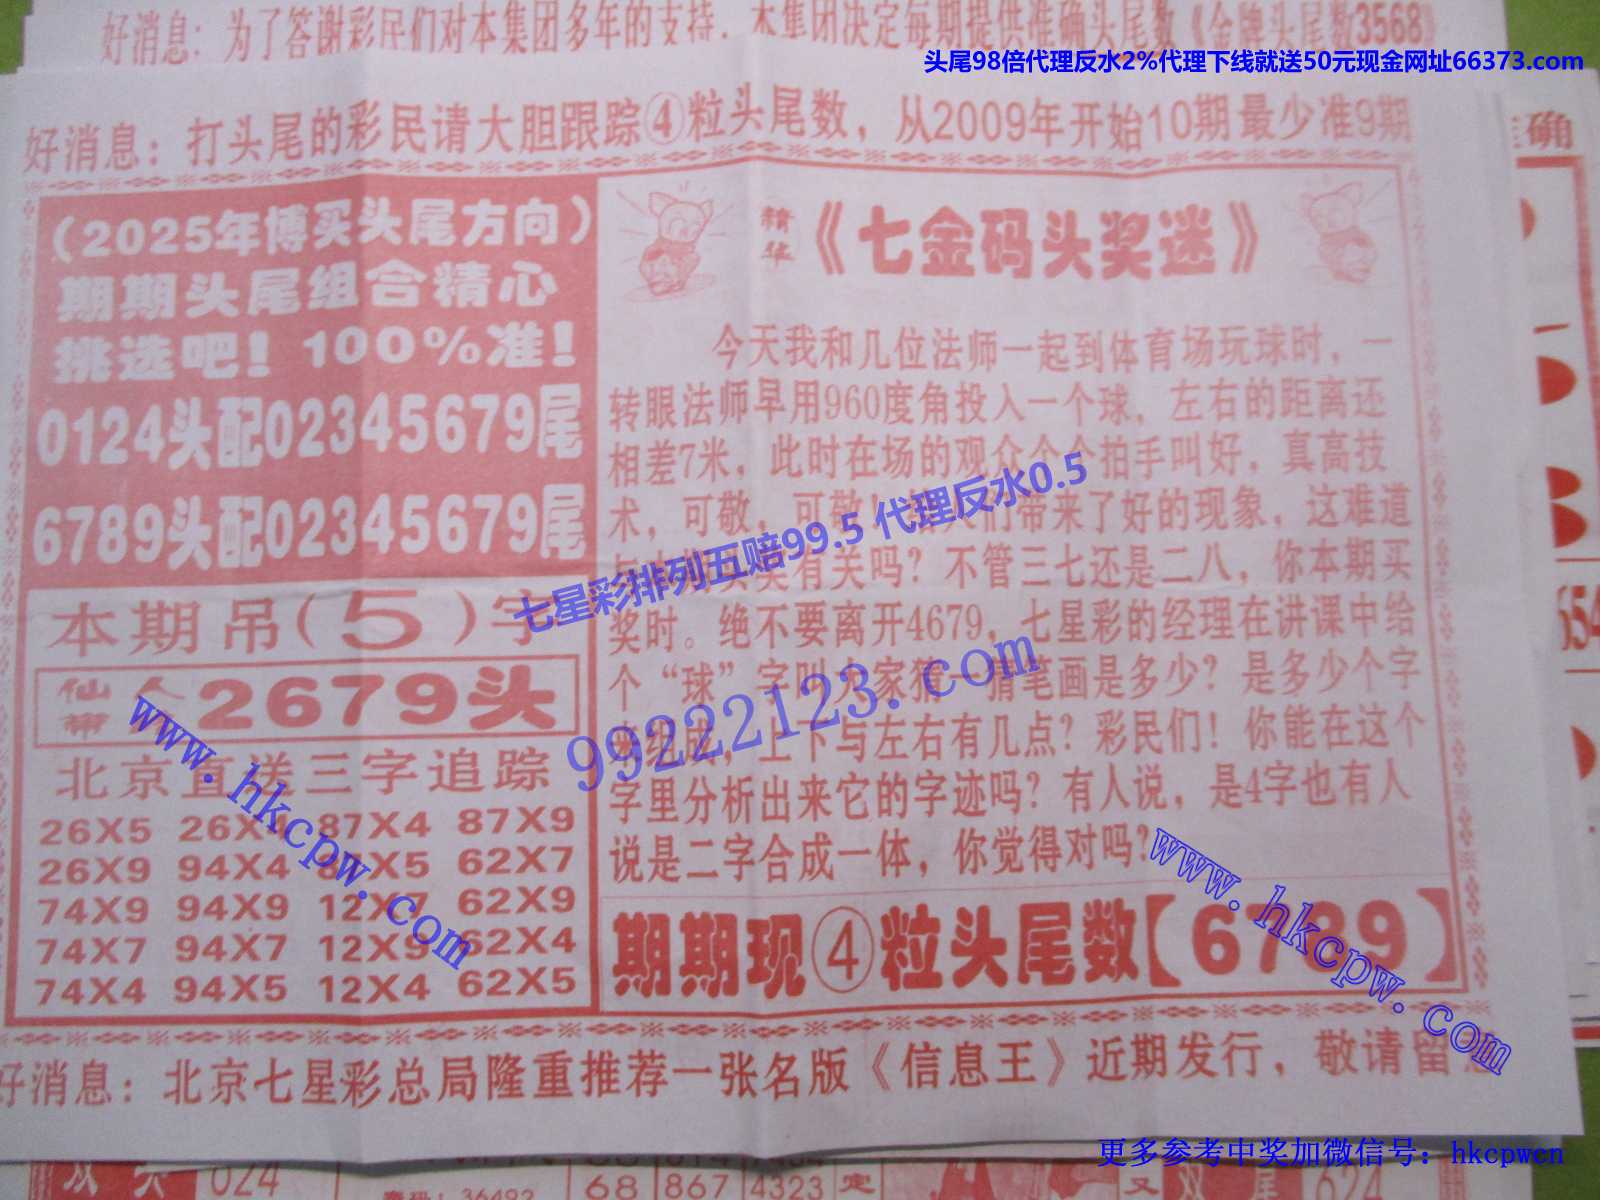 好消息：为了答谢彩民们对本集团多年的支持，本集团决定每期提供准确头尾数《金牌头尾数3568》
头尾98倍代理反水2%代理下线就送50元现金网址66373.com
好消息：打头尾的彩民请大胆跟踪④粒头尾数，从2009年开始10期最少准9期
准确
（2025年博买头尾方向）
期期头尾组合精心
挑选吧！100%准！
0124头配02345679尾
6789头配02345679尾
本期吊（5）字
仙人
2679头
北京直送三字追踪
26X5 26X4 87X4 87X9
26X9 94X4 87X5 62X7
74X9 94X9 12X7 62X9
74X7 94X7 12X9 62X4
74X4 94X5 12X4 62X5
精华
《七金码头奖迷》
今天我和几位法师一起到体育场玩球时，一
转眼法师早用960度角投入一个球，左右的距离还
相差7米，此时在场的观众个个拍手叫好，真高技
术，可敬，可敬！们带来了好的现象，这难道
有关吗？不管三七还是二八，你本期买
奖时。绝不要离开4679，七星彩的经理在讲课中给
个“球”字叫大家猜一猜笔画是多少？是多少个字
来组成，上下与左右有几点？彩民们！你能在这个
字里分析出来它的字迹吗？有人说，是4字也有人
说是二字合成一体，你觉得对吗？
期期现④粒头尾数【6789】
七星彩排列五赔99.5 代理反水0.5
99222123.com
www.hkcpw.com
www.hkcpw.com
654
好消息：北京七星彩总局隆重推荐一张名版《信息王》近期发行，敬请留意
更多参考中奖加微信号：hkcpwcn
双头 624
36492
68 867 4323 定
又 双尾 624